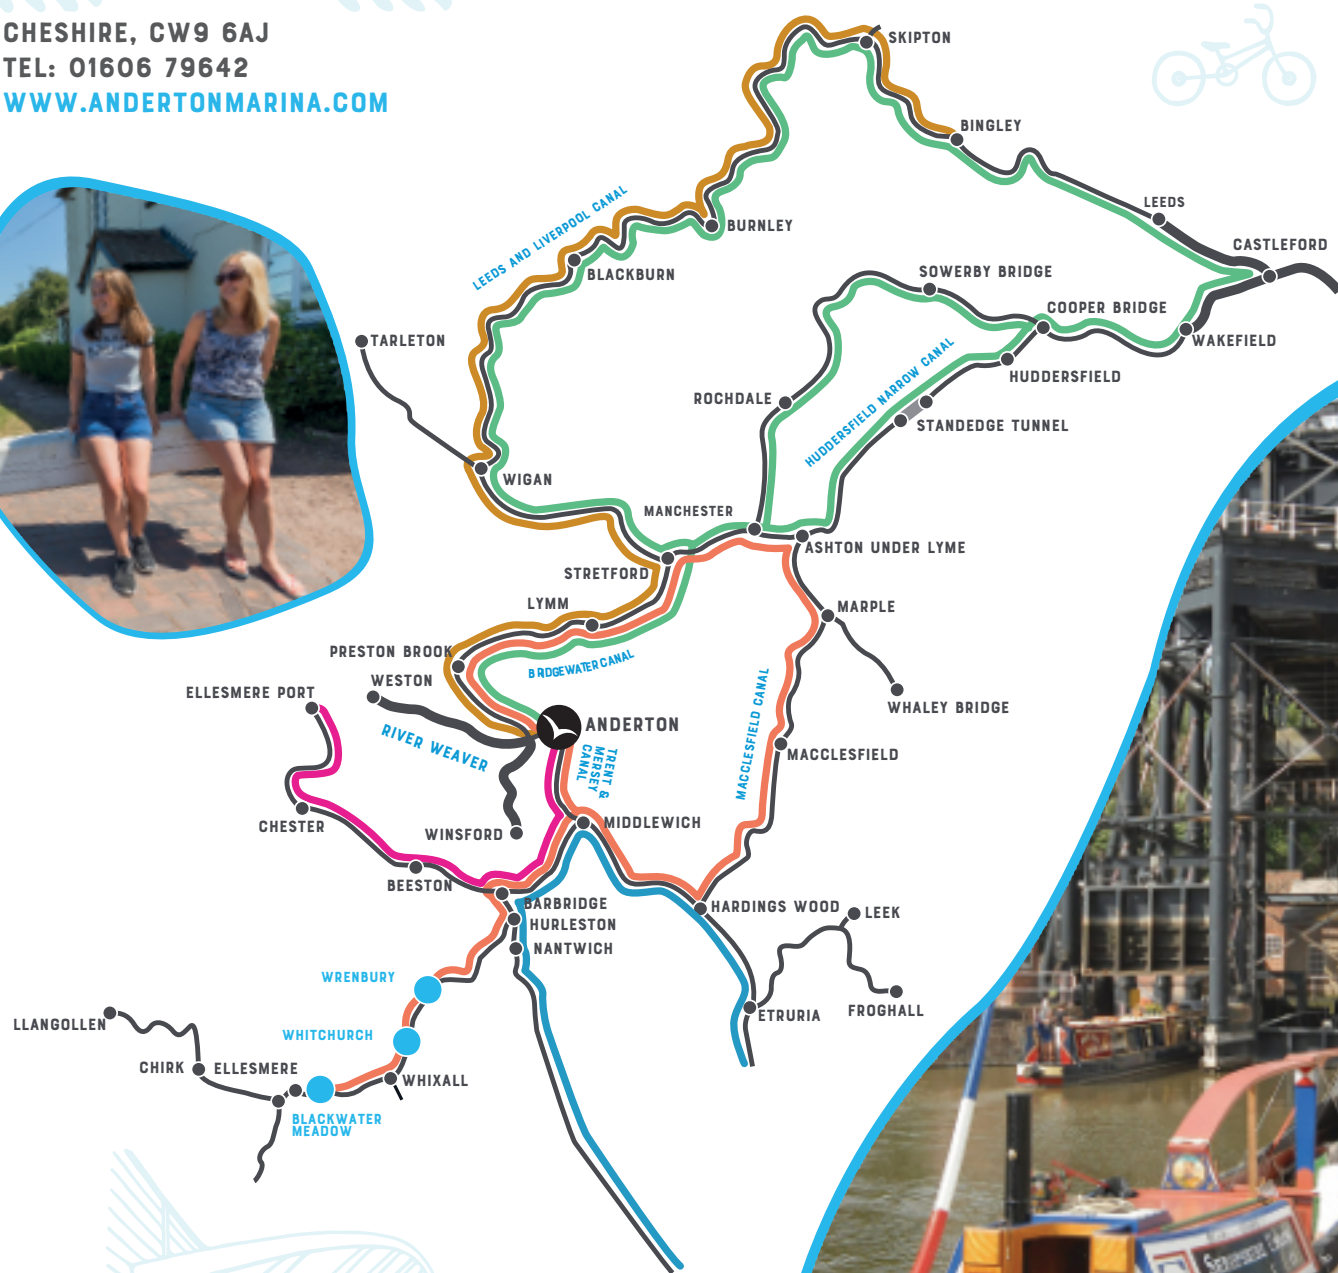 CHESHIRE, CW9 6AJ
TEL: 01606 79642
WWW.ANDERTONMARINA.COM
SKIPTON
BINGLEY
LEEDS
CASTLEFORD
LEEDS AND LIVERPOOL CANAL
BURNLEY
BLACKBURN
SOWERBY BRIDGE
COOPER BRIDGE
WAKEFIELD
TARLETON
HUDDERSFIELD
HUDDERSFIELD NARROW CANAL
ROCHDALE
STANDEDGE TUNNEL
WIGAN
MANCHESTER
ASHTON UNDER LYME
STRETFORD
LYMM
MARPLE
PRESTON BROOK
BRIDGEWATER CANAL
WESTON
ELLESMERE PORT
WHALEY BRIDGE
ANDERTON
RIVER WEAVER
TRENT &
MERSEY
CANAL
MACCLESFIELD CANAL
MACCLESFIELD
CHESTER
WINSFORD
MIDDLEWICH
BEESTON
BARBRIDGE
HARDINGS WOOD
LEEK
HURLESTON
NANTWICH
WRENBURY
ETRURIA
FROGHALL
LLANGOLLEN
WHITCHURCH
CHIRK
ELLESMERE
WHIXALL
BLACKWATER
MEADOW